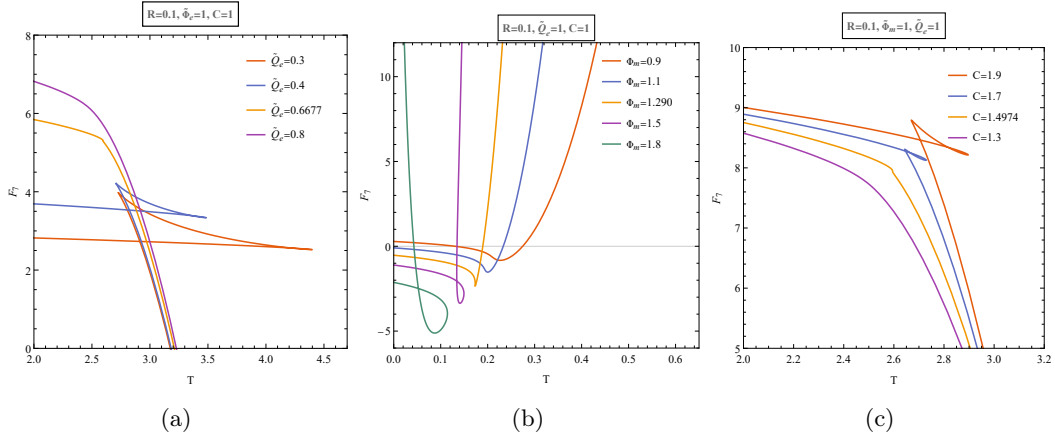 R=0.1, Φ̃ₑ=1, C=1
8
6
4
2
0
F₇
2.0
2.5
3.0
3.5
4.0
4.5
T
Q̃ₑ=0.3
Q̃ₑ=0.4
Q̃ₑ=0.6677
Q̃ₑ=0.8
(a)
R=0.1, Q̃ₑ=1, C=1
10
5
0
-5
F₇
0.0
0.1
0.2
0.3
0.4
0.5
0.6
T
Φₘ=0.9
Φₘ=1.1
Φₘ=1.290
Φₘ=1.5
Φₘ=1.8
(b)
R=0.1, Φ̃ₘ=1, Q̃ₑ=1
10
9
8
7
6
5
F₇
2.0
2.2
2.4
2.6
2.8
3.0
3.2
T
C=1.9
C=1.7
C=1.4974
C=1.3
(c)